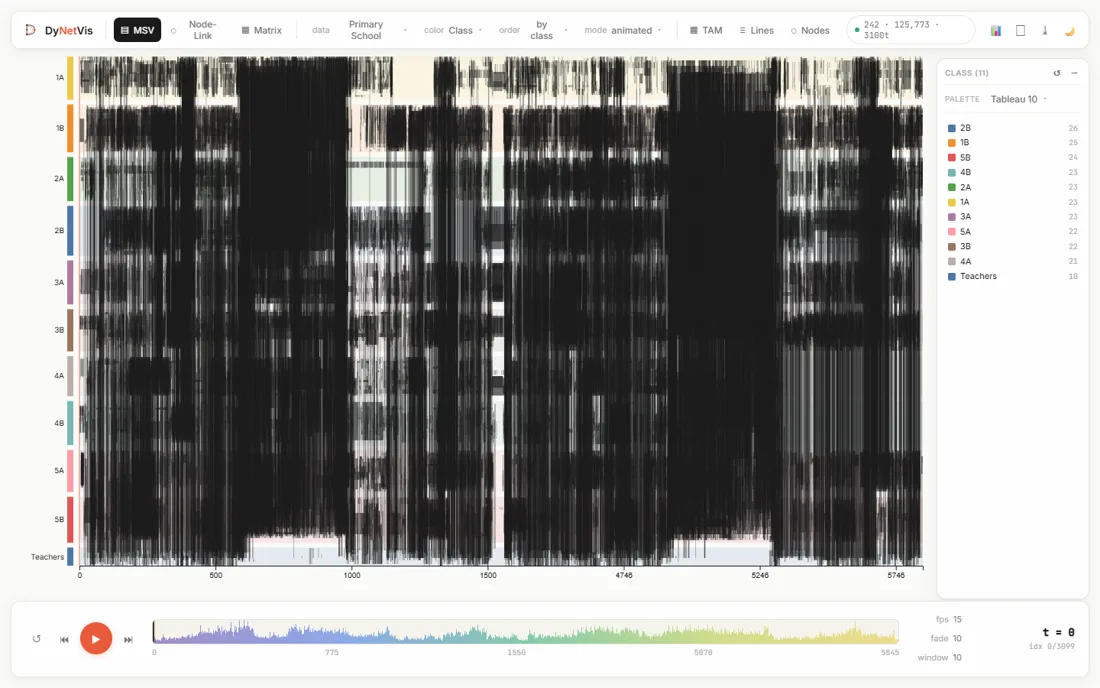 DyNetVis
MSV
Node-Link
Matrix
data Primary School
color Class
order by class
mode animated
TAM
Lines
Nodes
242 · 125,773 · 3100t
CLASS (11)
PALETTE Tableau 10
2B 26
1B 25
5B 24
4B 23
2A 23
1A 23
3A 23
5A 22
3B 22
4A 21
Teachers 10
1A
1B
2A
2B
3A
3B
4A
4B
5A
5B
Teachers
0 500 1000 1500 4746 5246 5746
0 775 1550 5070 5845
fps 15
fade 10
window 10
t = 0
idx 0/3099